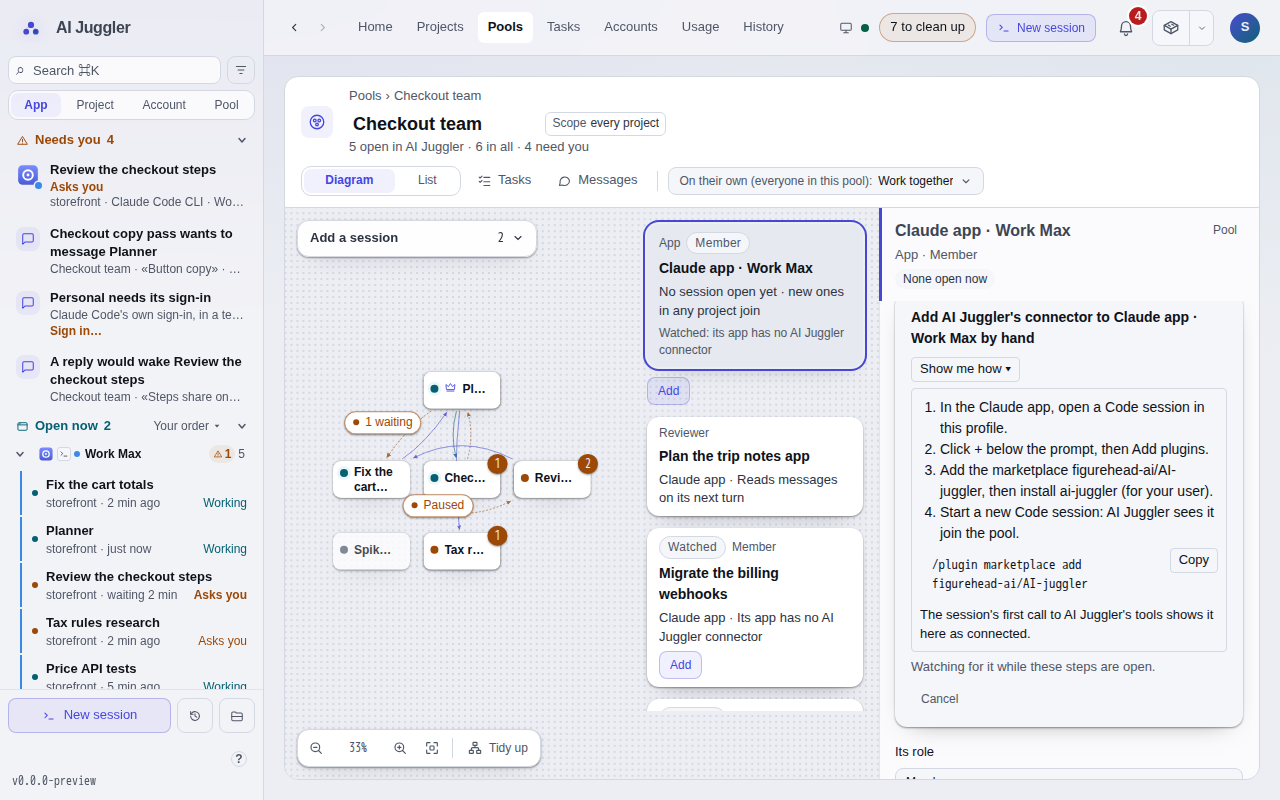 AI Juggler
Search ⌘K
App Project Account Pool
Needs you 4
Review the checkout steps
Asks you
storefront · Claude Code CLI · Wo…
Checkout copy pass wants to
message Planner
Checkout team · «Button copy» · …
Personal needs its sign-in
Claude Code's own sign-in, in a te…
Sign in…
A reply would wake Review the
checkout steps
Checkout team · «Steps share on…
Open now 2 Your order
Work Max 1 5
Fix the cart totals
storefront · 2 min ago Working
Planner
storefront · just now Working
Review the checkout steps
storefront · waiting 2 min Asks you
Tax rules research
storefront · 2 min ago Asks you
Price API tests
storefront · 5 min ago Working
New session
?
v0.0.0-preview
Home Projects Pools Tasks Accounts Usage History
7 to clean up
New session
4
S
Pools › Checkout team
Checkout team
Scope every project
5 open in AI Juggler · 6 in all · 4 need you
Diagram List Tasks Messages
On their own (everyone in this pool): Work together
Add a session 2
Pl…
1 waiting
Fix the
cart…
Chec…
1
Revi…
2
Paused
Spik…
Tax r…
1
33%
Tidy up
App Member
Claude app · Work Max
No session open yet · new ones
in any project join
Watched: its app has no AI Juggler
connector
Add
Reviewer
Plan the trip notes app
Claude app · Reads messages
on its next turn
Watched Member
Migrate the billing
webhooks
Claude app · Its app has no AI
Juggler connector
Add
Claude app · Work Max
Pool
App · Member
None open now
Add AI Juggler's connector to Claude app ·
Work Max by hand
Show me how ▾
1. In the Claude app, open a Code session in
this profile.
2. Click + below the prompt, then Add plugins.
3. Add the marketplace figurehead-ai/AI-
juggler, then install ai-juggler (for your user).
4. Start a new Code session: AI Juggler sees it
join the pool.
/plugin marketplace add
figurehead-ai/AI-juggler
Copy
The session's first call to AI Juggler's tools shows it
here as connected.
Watching for it while these steps are open.
Cancel
Its role